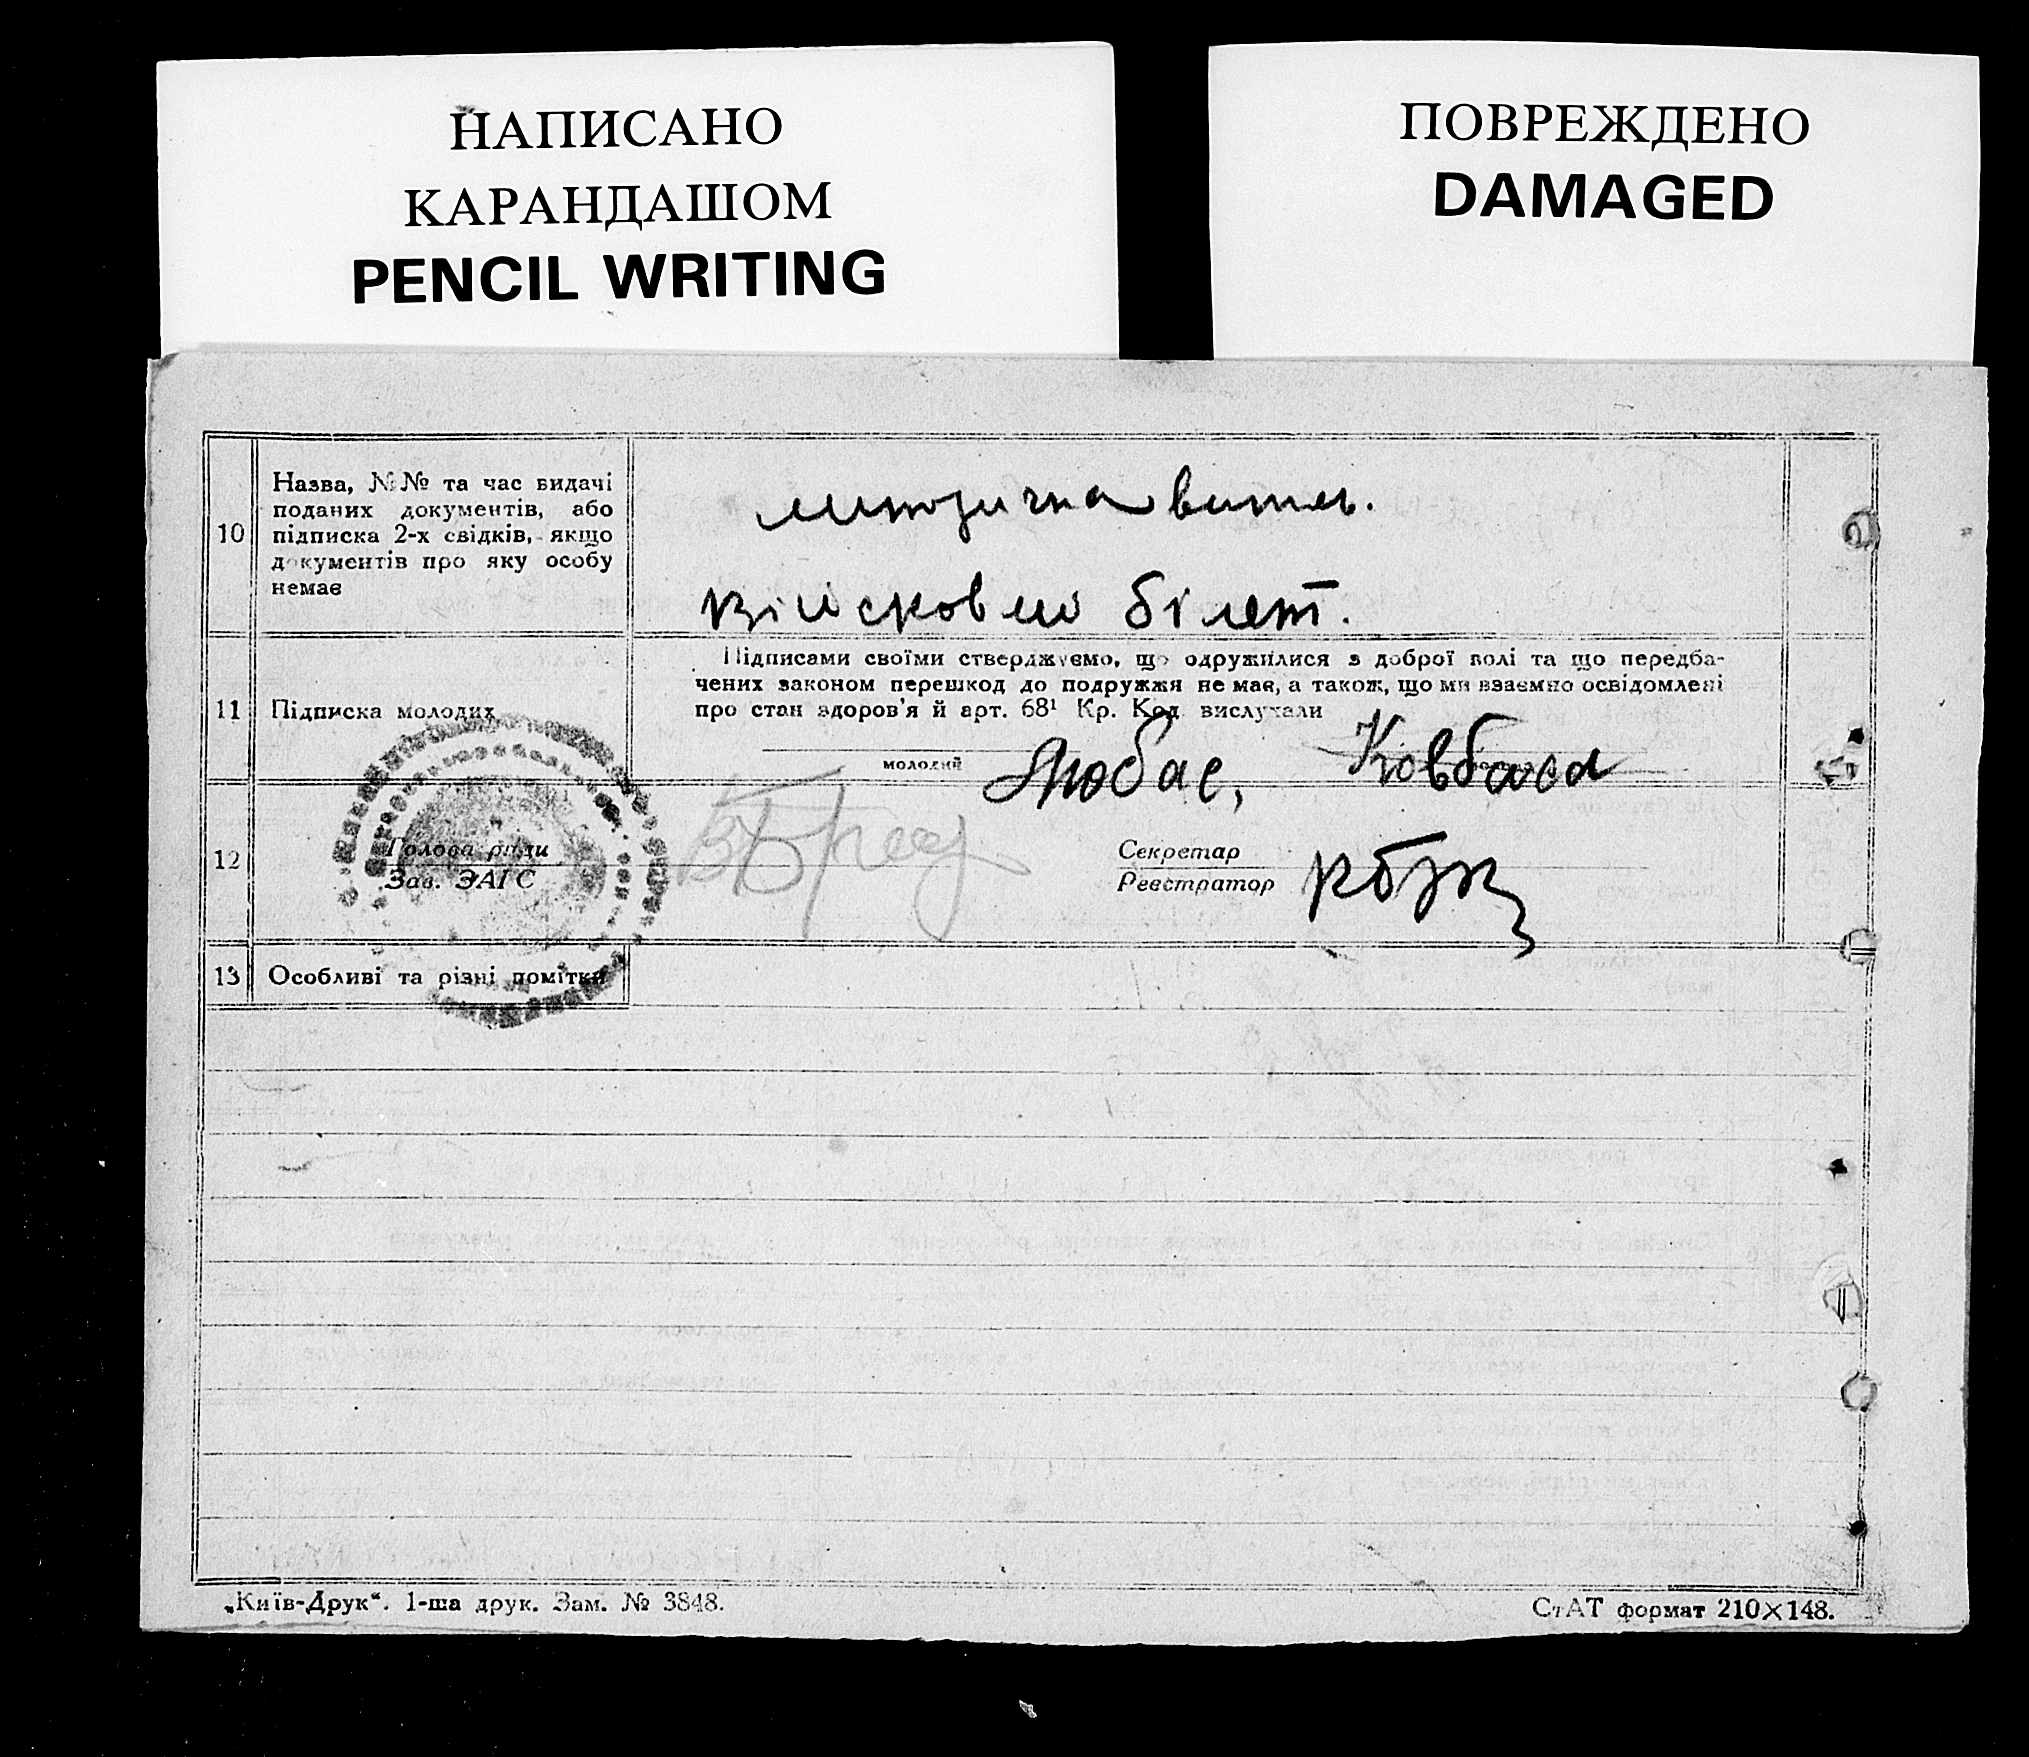 НАПИСАНО
КАРАНДАШОМ
PENCIL WRITING
ПОВРЕЖДЕНО
DAMAGED
10
Назва, №№ та час видачі
поданих документів, або
підписка 2-х свідків, якщо
документів про яку особу
немає
метрична
війсковий білет.
11
Підписка молодих
Підписами своїми стверджуємо, що одружилися з доброї волі та що передба-
чених законом перешкод до подружжя не має, а також, що ми взаємно освідомлені
про стан здоров'я й арт. 68¹ Кр. Код. вислухали
молодий
Любас, Ковбаса
12
Голова ради
Зав. ЗАГС
Секретар
Реєстратор
13
Особливі та різні помітки
„Київ-Друк“. 1-ша друк. Зам. № 3848.
СтАТ формат 210×148.